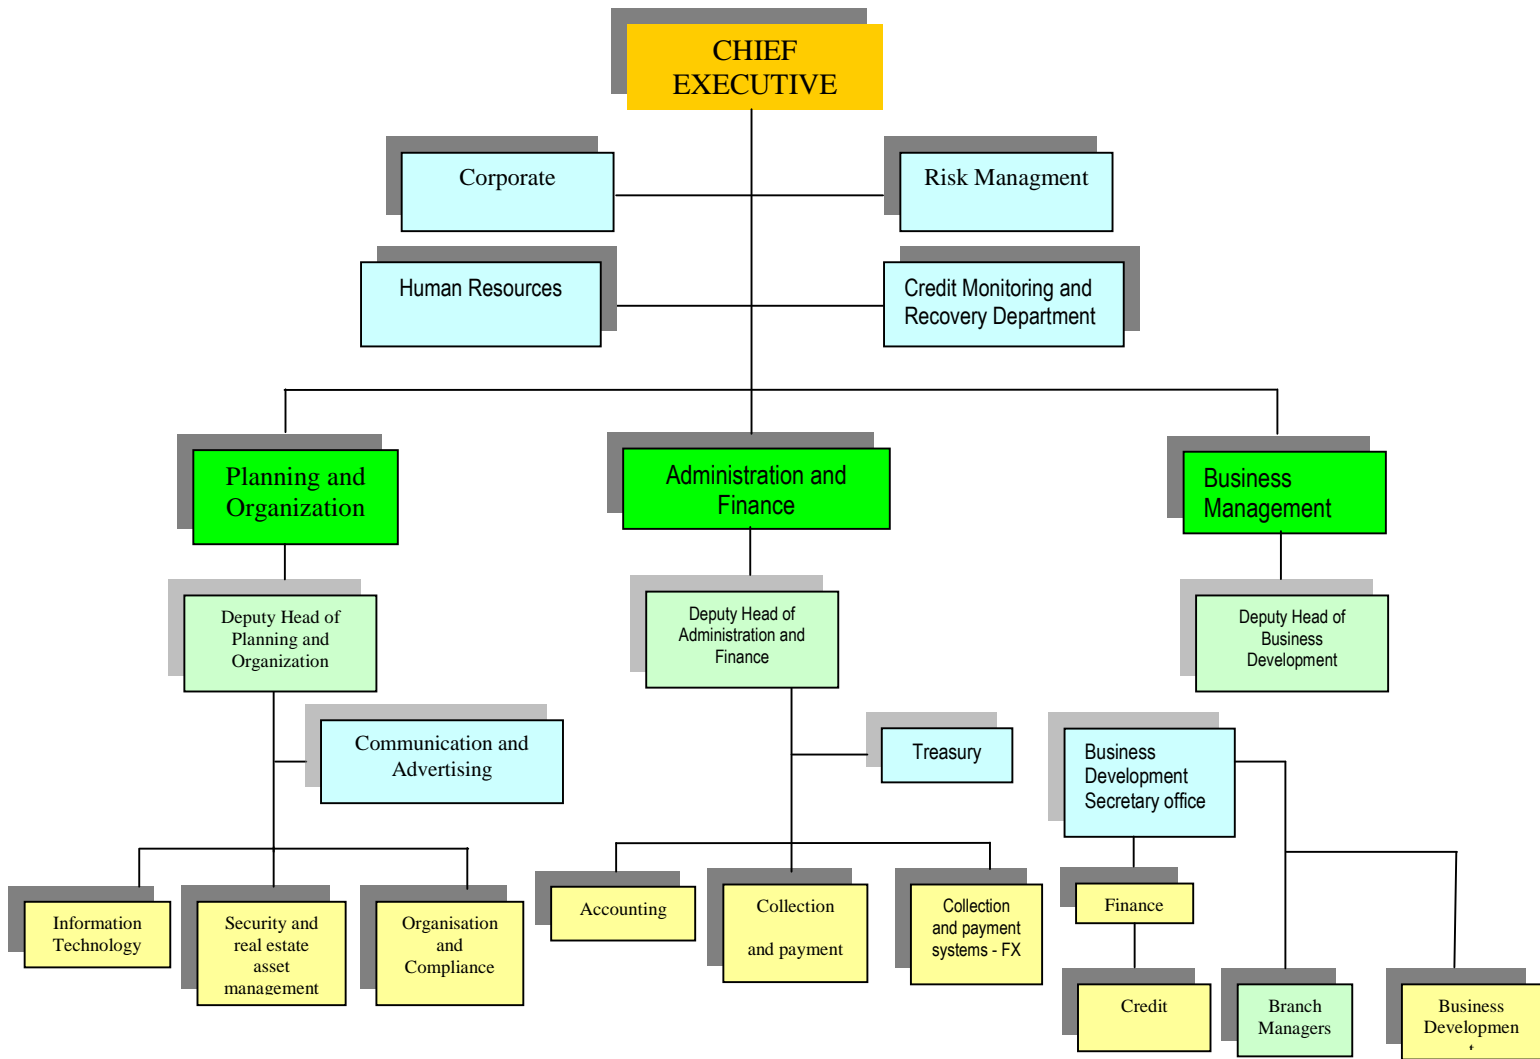 CHIEF
EXECUTIVE
Corporate
Risk Managment
Human Resources
Credit Monitoring and
Recovery Department
Planning and
Organization
Administration and
Finance
Business
Management
Deputy Head of
Planning and
Organization
Deputy Head of
Administration and
Finance
Deputy Head of
Business
Development
Communication and
Advertising
Treasury
Business
Development
Secretary office
Information
Technology
Security and
real estate
asset
management
Organisation
and
Compliance
Accounting
Collection
and payment
Collection
and payment
systems - FX
Finance
Credit
Branch
Managers
Business
Developmen
t